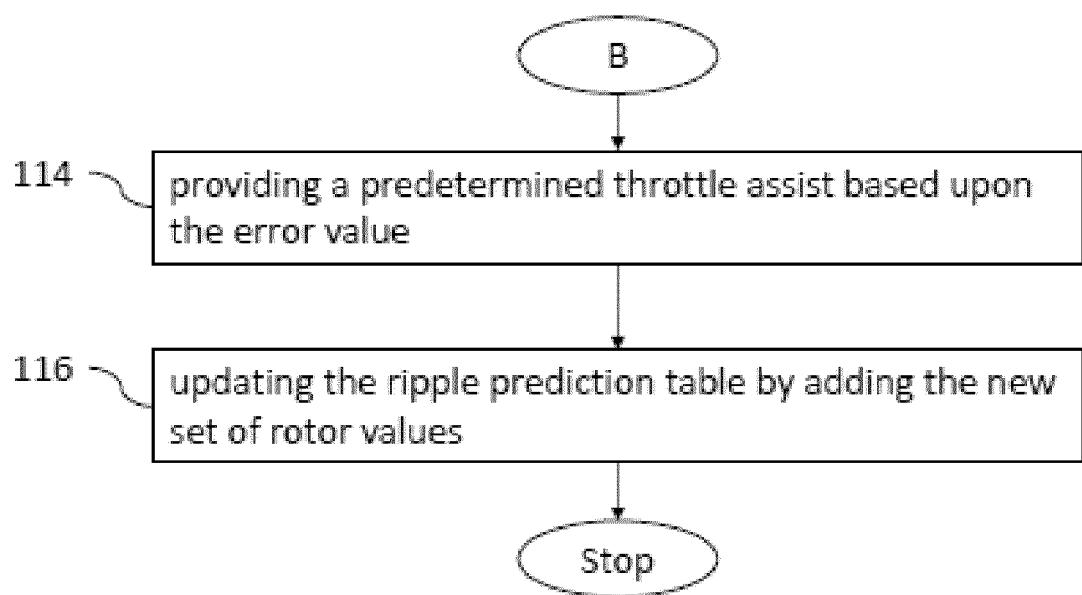 B
114
providing a predetermined throttle assist based upon
the error value
116
updating the ripple prediction table by adding the new
set of rotor values
Stop